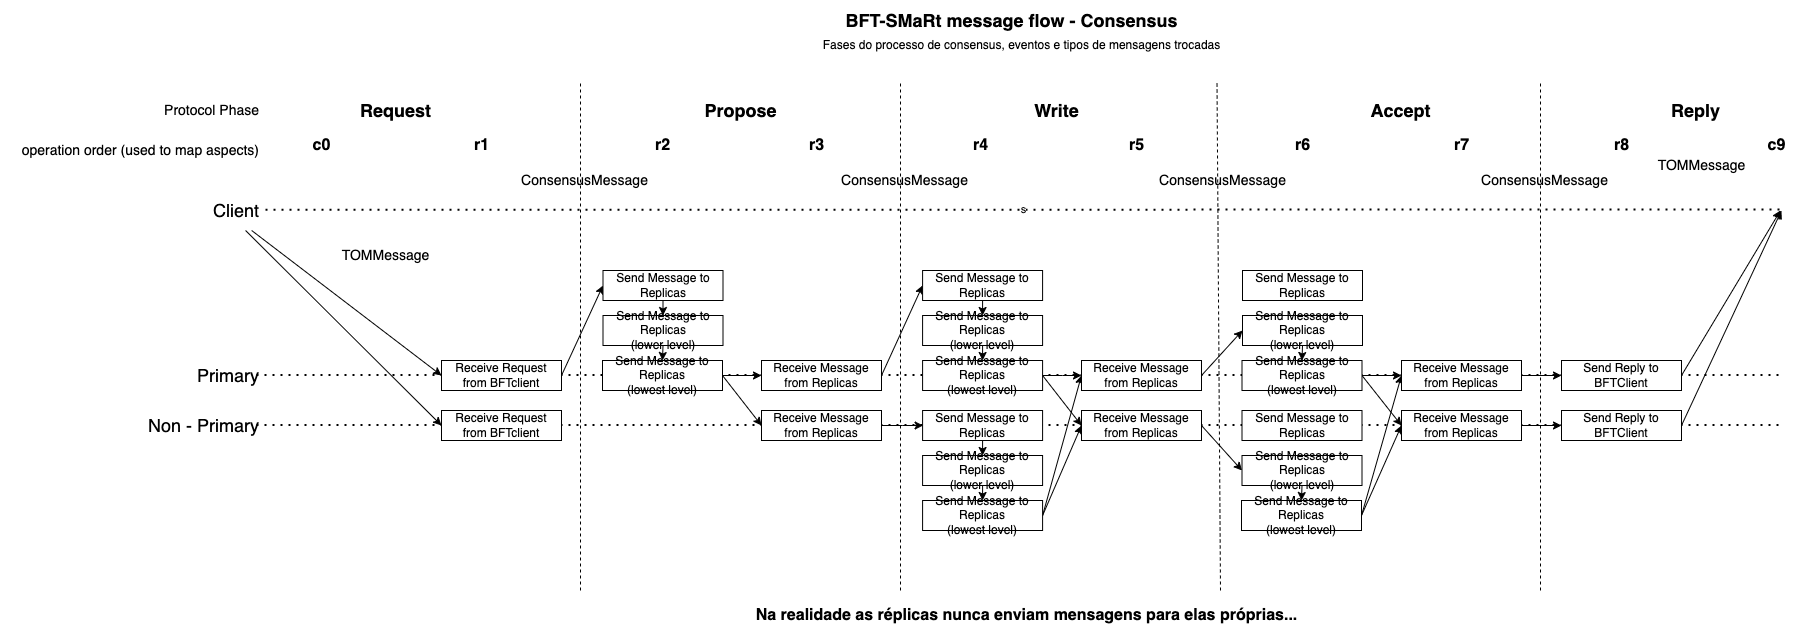 BFT-SMaRt message flow - Consensus
Fases do processo de consensus, eventos e tipos de mensagens trocadas
Protocol Phase
Request
Propose
Write
Accept
Reply
operation order (used to map aspects)
c0
r1
r2
r3
r4
r5
r6
r7
r8
c9
TOMMessage
ConsensusMessage
ConsensusMessage
ConsensusMessage
ConsensusMessage
Client
s
TOMMessage
Send Message to
Replicas
Send Message to
Replicas
Send Message to
Replicas
Send Message to
Replicas
(lower level)
Send Message to
Replicas
(lower level)
Send Message to
Replicas
(lower level)
Primary
Receive Request
from BFTclient
Send Message to
Replicas
(lowest level)
Receive Message
from Replicas
Send Message to
Replicas
(lowest level)
Receive Message
from Replicas
Send Message to
Replicas
(lowest level)
Receive Message
from Replicas
Send Reply to
BFTClient
Non - Primary
Receive Request
from BFTclient
Receive Message
from Replicas
Send Message to
Replicas
Receive Message
from Replicas
Send Message to
Replicas
Receive Message
from Replicas
Send Reply to
BFTClient
Send Message to
Replicas
(lower level)
Send Message to
Replicas
(lower level)
Send Message to
Replicas
(lowest level)
Send Message to
Replicas
(lowest level)
Na realidade as réplicas nunca enviam mensagens para elas próprias...